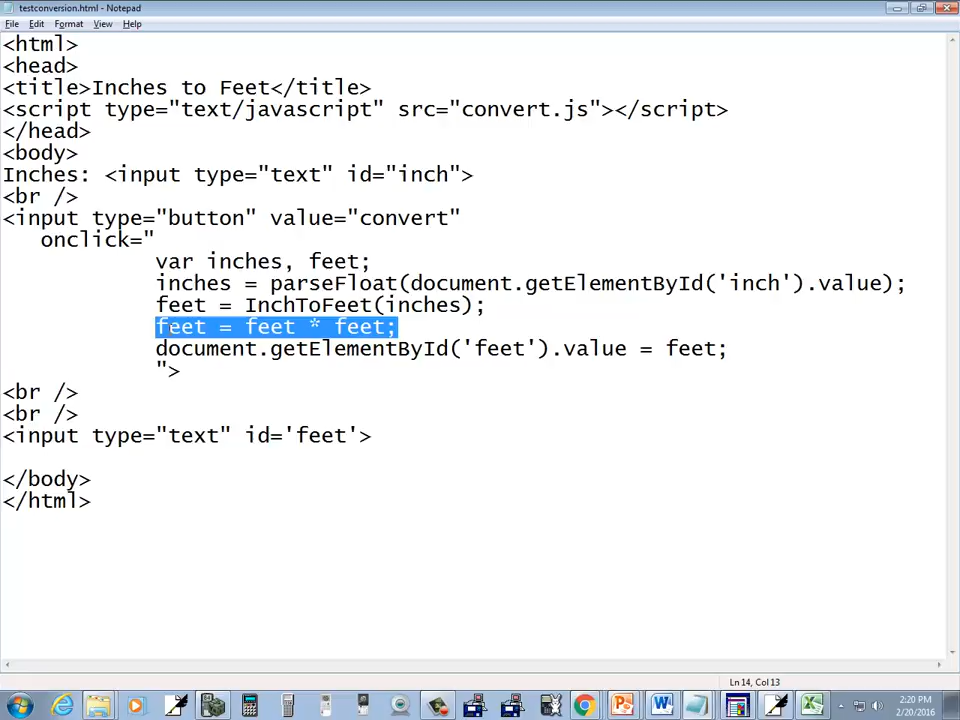 testconversion.html - Notepad
File Edit Format View Help
<html>
<head>
<title>Inches to Feet</title>
<script type="text/javascript" src="convert.js"></script>
</head>
<body>
Inches: <input type="text" id="inch">
<br />
<input type="button" value="convert"
onclick="
var inches, feet;
inches = parseFloat(document.getElementById('inch').value);
feet = InchToFeet(inches);
feet = feet * feet;
document.getElementById('feet').value = feet;
">
<br />
<br />
<input type="text" id='feet'>
</body>
</html>
Ln 14, Col 13
2:20 PM
2/20/2016